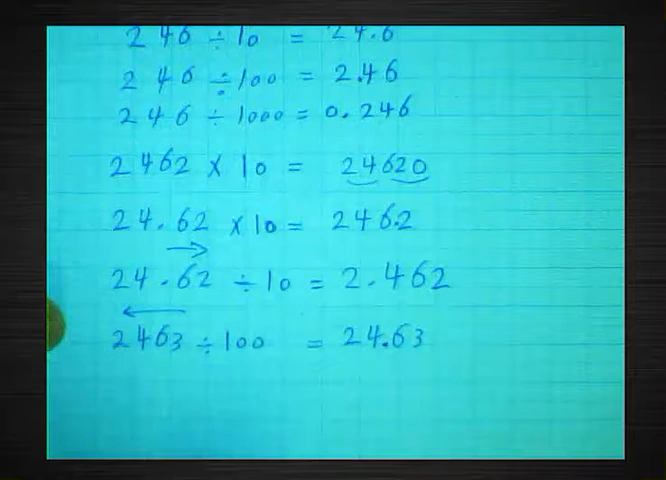 246 ÷ 10 = 24.6
246 ÷ 100 = 2.46
246 ÷ 1000 = 0.246
2462 × 10 = 24620
24.62 × 10 = 246.2
24.62 ÷ 10 = 2.462
2463 ÷ 100 = 24.63